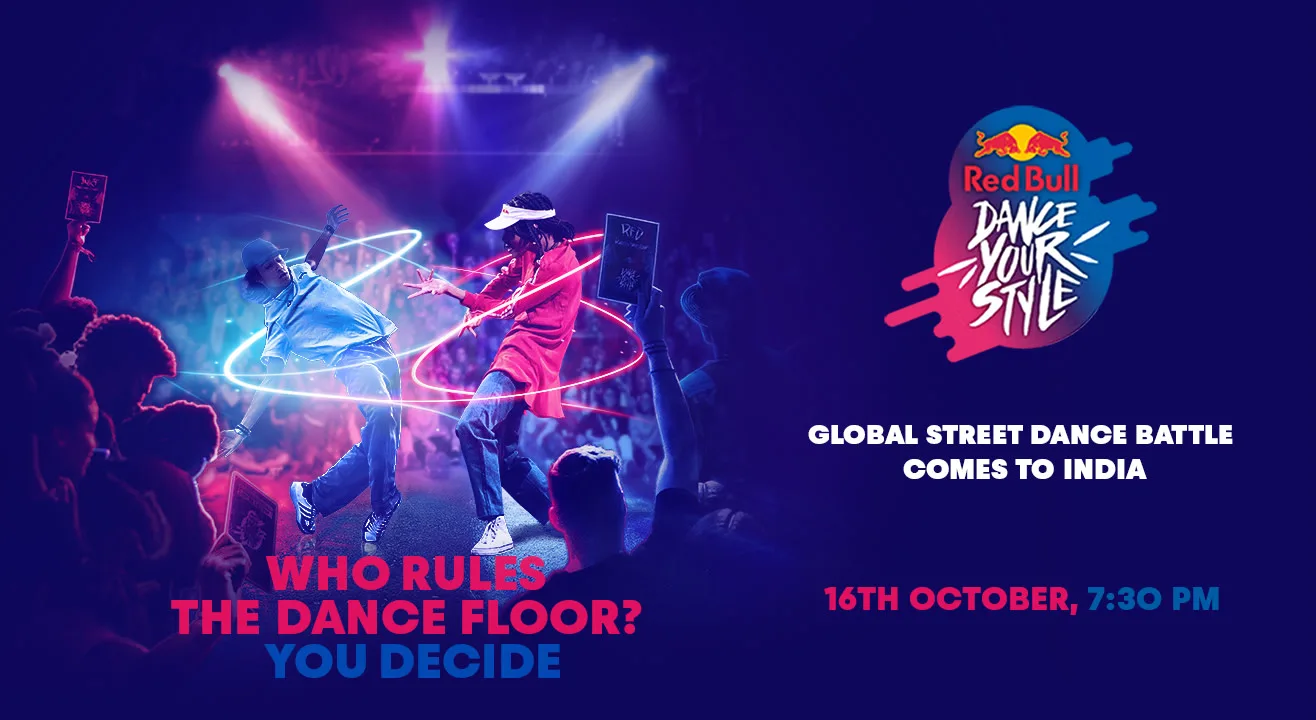 WHO RULES
THE DANCE FLOOR?
YOU DECIDE
Red Bull
DANCE
YOUR
STYLE
GLOBAL STREET DANCE BATTLE
COMES TO INDIA
16TH OCTOBER, 7:30 PM